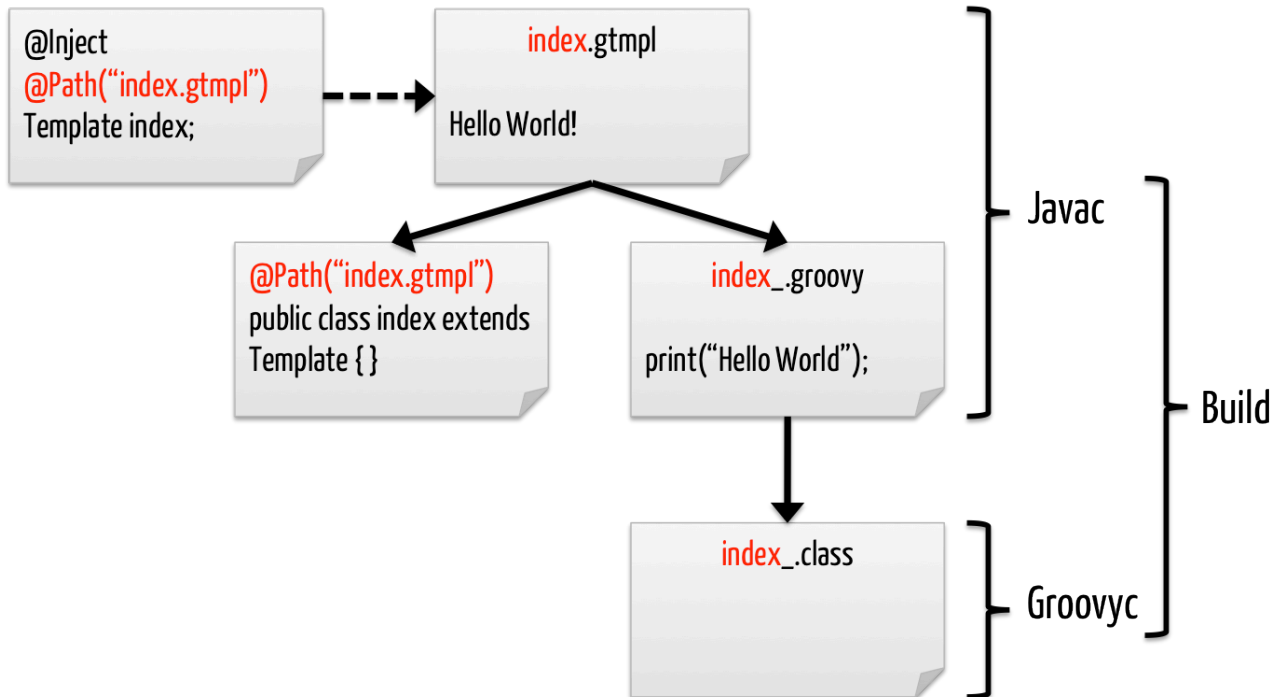 @Inject
@Path(“index.gtmpl”)
Template index;
index.gtmpl
Hello World!
@Path(“index.gtmpl”)
public class index extends
Template { }
index_.groovy
print(“Hello World”);
Javac
Build
index_.class
Groovyc